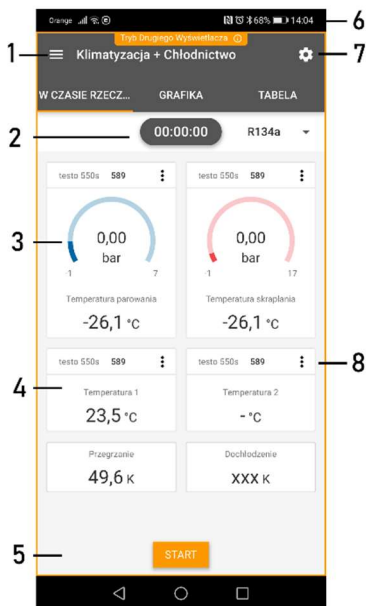 Orange 68% 14:04
Tryb Drugiego Wyświetlacza
Klimatyzacja + Chłodnictwo
W CZASIE RZECZ... GRAFIKA TABELA
00:00:00 R134a
testo 550s 589 testo 550s 589
0,00 0,00
bar bar
-1 7 -1 17
Temperatura parowania Temperatura skraplania
-26,1 °C -26,1 °C
testo 550s 589 testo 550s 589
Temperatura 1 Temperatura 2
23,5 °C - °C
Przegrzanie Dochłodzenie
49,6 K xxx K
START
1
2
3
4
5
6
7
8